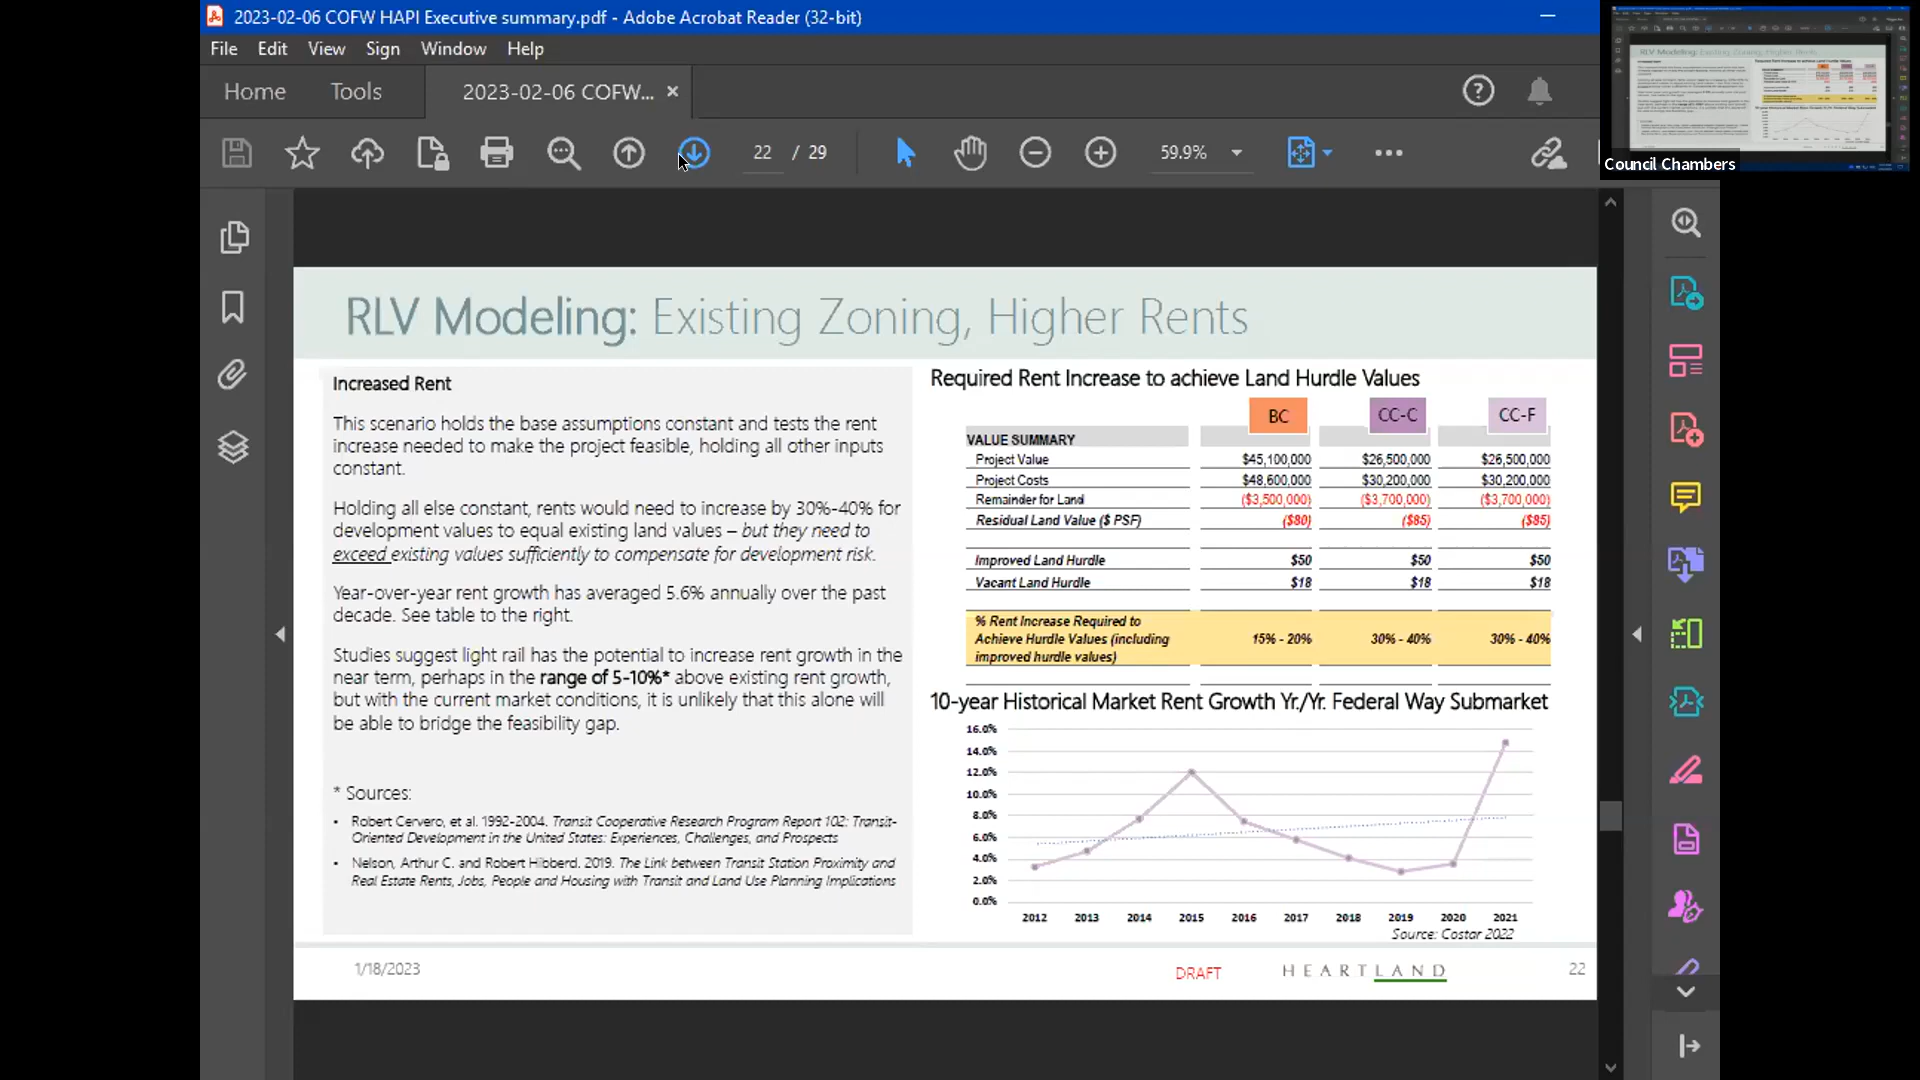 2023-02-06 COFW HAPI Executive summary.pdf - Adobe Acrobat Reader (32-bit)
File Edit View Sign Window Help
Home Tools 2023-02-06 COFW... ×
22 / 29 59.9%
Council Chambers
RLV Modeling: Existing Zoning, Higher Rents
Increased Rent
This scenario holds the base assumptions constant and tests the rent
increase needed to make the project feasible, holding all other inputs
constant.
Holding all else constant, rents would need to increase by 30%-40% for
development values to equal existing land values – but they need to
exceed existing values sufficiently to compensate for development risk.
Year-over-year rent growth has averaged 5.6% annually over the past
decade. See table to the right.
Studies suggest light rail has the potential to increase rent growth in the
near term, perhaps in the range of 5-10%* above existing rent growth,
but with the current market conditions, it is unlikely that this alone will
be able to bridge the feasibility gap.
* Sources:
• Robert Cervero, et al. 1992-2004. Transit Cooperative Research Program Report 102: Transit-
Oriented Development in the United States: Experiences, Challenges, and Prospects
• Nelson, Arthur C. and Robert Hibberd. 2019. The Link between Transit Station Proximity and
Real Estate Rents, Jobs, People and Housing with Transit and Land Use Planning Implications
Required Rent Increase to achieve Land Hurdle Values
BC CC-C CC-F
VALUE SUMMARY
Project Value $45,100,000 $26,500,000 $26,500,000
Project Costs $48,600,000 $30,200,000 $30,200,000
Remainder for Land ($3,500,000) ($3,700,000) ($3,700,000)
Residual Land Value ($ PSF) ($80) ($85) ($85)
Improved Land Hurdle $50 $50 $50
Vacant Land Hurdle $18 $18 $18
% Rent Increase Required to
Achieve Hurdle Values (including 15% - 20% 30% - 40% 30% - 40%
improved hurdle values)
10-year Historical Market Rent Growth Yr./Yr. Federal Way Submarket
16.0%
14.0%
12.0%
10.0%
8.0%
6.0%
4.0%
2.0%
0.0%
2012 2013 2014 2015 2016 2017 2018 2019 2020 2021
Source: Costar 2022
1/18/2023 DRAFT HEARTLAND 22